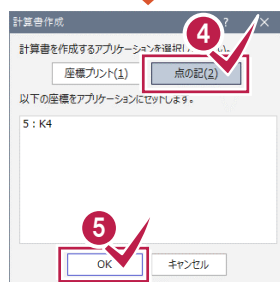 計算書作成 ? ×
4
計算書を作成するアプリケーションを選択し
座標プリント(1) 点の記(2)
以下の座標をアプリケーションにセットします。
5 : K4
5
OK キャンセル